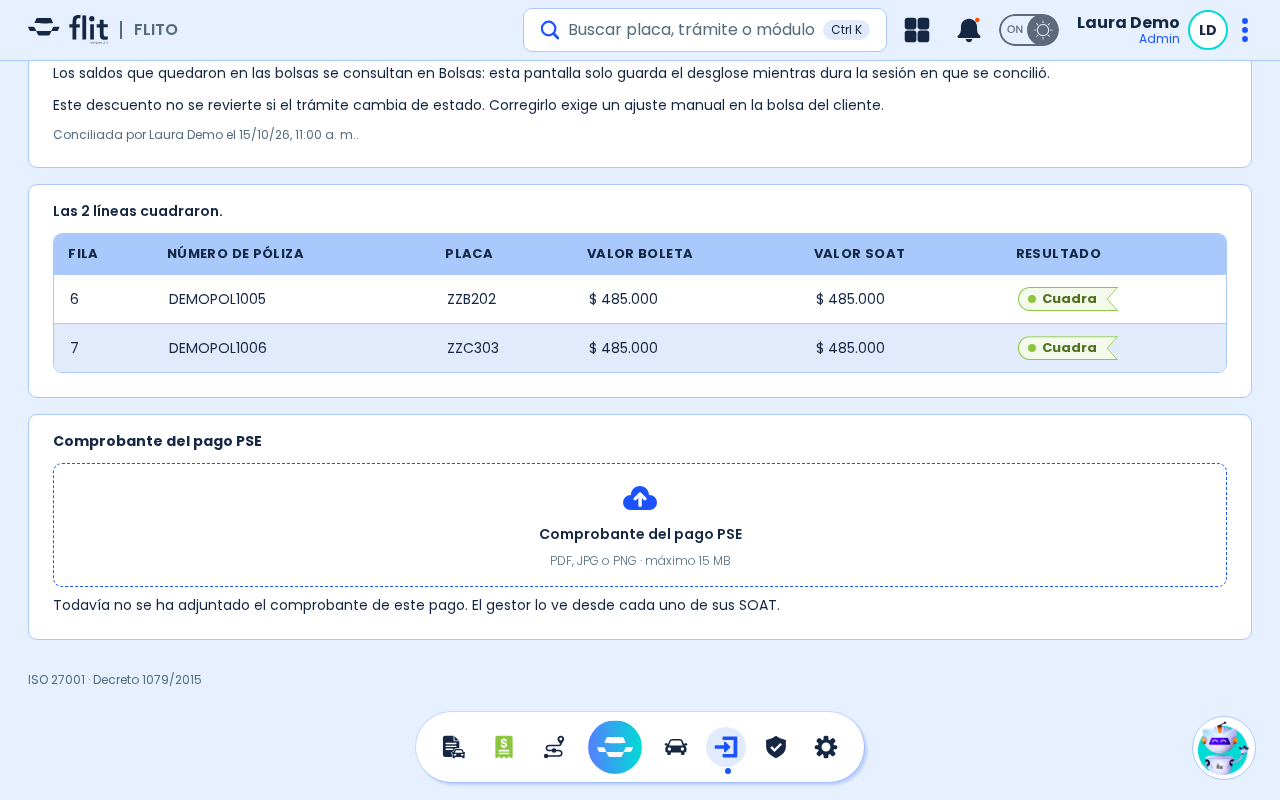 flit
FLITO
Buscar placa, trámite o módulo
Ctrl K
ON
Laura Demo
Admin
LD
Los saldos que quedaron en las bolsas se consultan en Bolsas: esta pantalla solo guarda el desglose mientras dura la sesión en que se concilió.
Este descuento no se revierte si el trámite cambia de estado. Corregirlo exige un ajuste manual en la bolsa del cliente.
Conciliada por Laura Demo el 15/10/26, 11:00 a. m..
Las 2 líneas cuadraron.
FILA NÚMERO DE PÓLIZA PLACA VALOR BOLETA VALOR SOAT RESULTADO
6 DEMOPOL1005 ZZB202 $ 485.000 $ 485.000 Cuadra
7 DEMOPOL1006 ZZC303 $ 485.000 $ 485.000 Cuadra
Comprobante del pago PSE
Comprobante del pago PSE
PDF, JPG o PNG · máximo 15 MB
Todavía no se ha adjuntado el comprobante de este pago. El gestor lo ve desde cada uno de sus SOAT.
ISO 27001 · Decreto 1079/2015